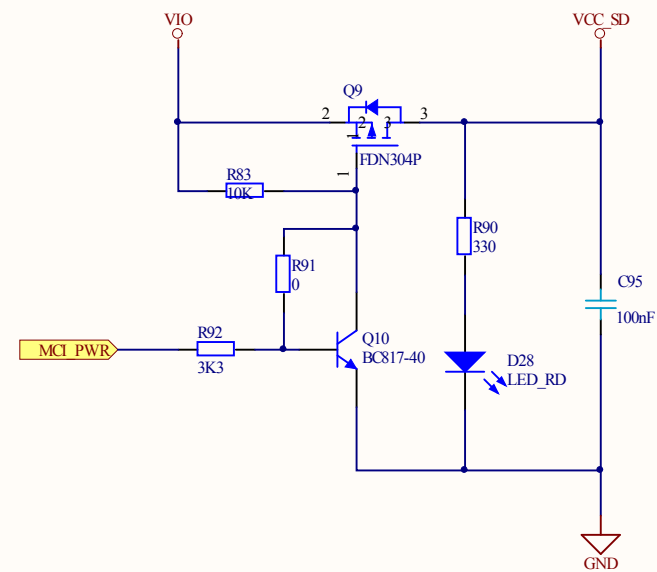 VIO
VCC_SD
Q9
2
3
2
3
1
FDN304P
1
R83
10K
R90
330
R91
0
C95
100nF
R92
3K3
MCI_PWR
Q10
BC817-40
D28
LED_RD
GND